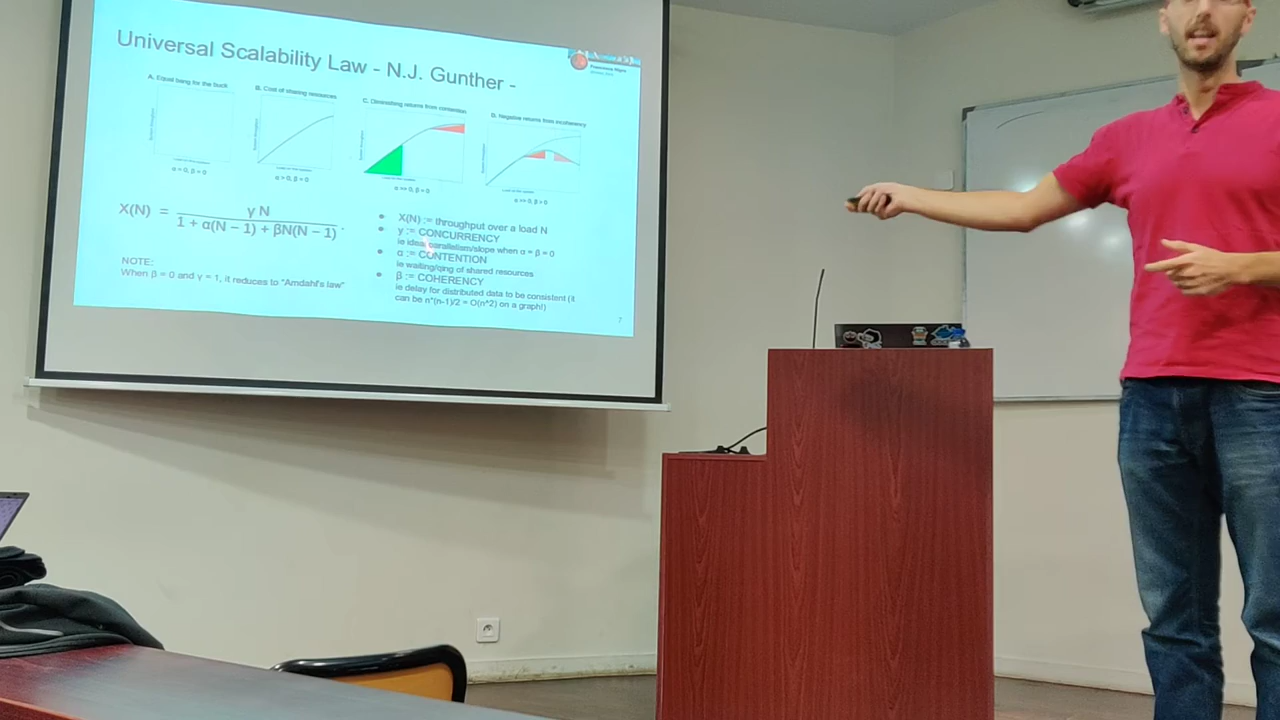 Universal Scalability Law - N.J. Gunther -
A. Equal bang for the buck
B. Cost of sharing resources
C. Diminishing returns from contention
D. Negative returns from incoherency
α = 0, β = 0
α > 0, β = 0
α >> 0, β = 0
α >> 0, β > 0
X(N) = γ N
1 + α(N − 1) + βN(N − 1) .
NOTE:
When β = 0 and γ = 1, it reduces to "Amdahl's law"
● X(N) := throughput over a load N
● γ := CONCURRENCY
ie ideal parallelism/slope when α = β = 0
● α := CONTENTION
ie waiting/qing of shared resources
● β := COHERENCY
ie delay for distributed data to be consistent (it
can be n*(n-1)/2 = O(n^2) on a graph!)
7